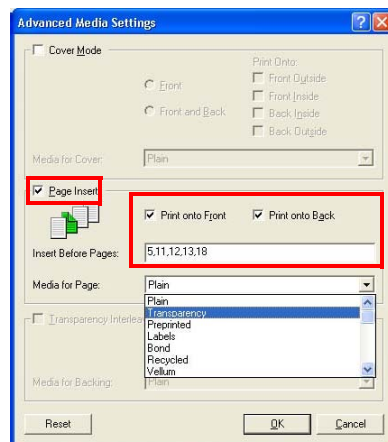 Advanced Media Settings
Cover Mode
Print Onto:
Front Front Outside
Front Inside
Front and Back Back Inside
Back Outside
Media for Cover: Plain
Page Insert
Print onto Front Print onto Back
Insert Before Pages: 5,11,12,13,18
Media for Page: Plain
Plain
Transparency
Preprinted
Labels
Bond
Recycled
Vellum
Transparency Interlea
Media for Backing: Plain
Reset OK Cancel